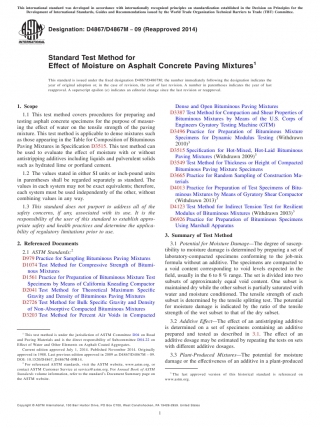 This international standard was developed in accordance with internationally recognized principles on standardization established in the Decision on Principles for the
Development of International Standards, Guides and Recommendations issued by the World Trade Organization Technical Barriers to Trade (TBT) Committee.
Designation: D4867/D4867M − 09 (Reapproved 2014)
Standard Test Method for
Effect of Moisture on Asphalt Concrete Paving Mixtures1
This standard is issued under the fixed designation D4867/D4867M; the number immediately following the designation indicates the
year of original adoption or, in the case of revision, the year of last revision. A number in parentheses indicates the year of last
reapproval. A superscript epsilon (ε) indicates an editorial change since the last revision or reapproval.
1. Scope
1.1 This test method covers procedures for preparing and
testing asphalt concrete specimens for the purpose of measur-
ing the effect of water on the tensile strength of the paving
mixture. This test method is applicable to dense mixtures such
as those appearing in the Table for Composition of Bituminous
Paving Mixtures in Specification D3515. This test method can
be used to evaluate the effect of moisture with or without
antistripping additives including liquids and pulverulent solids
such as hydrated lime or portland cement.
1.2 The values stated in either SI units or inch-pound units
in parenthesis shall be regarded separately as standard. The
values in each system may not be exact equivalents; therefore,
each system must be used independently of the other, without
combining values in any way.
1.3 This standard does not purport to address all of the
safety concerns, if any, associated with its use. It is the
responsibility of the user of this standard to establish appro-
priate safety and health practices and determine the applica-
bility of regulatory limitations prior to use.
2. Referenced Documents
2.1 ASTM Standards:2
D979 Practice for Sampling Bituminous Paving Mixtures
D1074 Test Method for Compressive Strength of Bitumi-
nous Mixtures
D1561 Practice for Preparation of Bituminous Mixture Test
Specimens by Means of California Kneading Compactor
D2041 Test Method for Theoretical Maximum Specific
Gravity and Density of Bituminous Paving Mixtures
D2726 Test Method for Bulk Specific Gravity and Density
of Non-Absorptive Compacted Bituminous Mixtures
D3203 Test Method for Percent Air Voids in Compacted
1 This test method is under the jurisdiction of ASTM Committee D04 on Road
and Paving Materials and is the direct responsibility of Subcommittee D04.22 on
Effect of Water and Other Elements on Asphalt Coated Aggregates.
Current edition approved July 1, 2014. Published November 2014. Originally
approved in 1988. Last previous edition approved in 2009 as D4867/D4867M – 09.
2 For referenced ASTM standards, visit the ASTM website, www.astm.org, or
contact ASTM Customer Service at service@astm.org. For Annual Book of ASTM
Standards volume information, refer to the standard's Document Summary page on
the ASTM website.
Dense and Open Bituminous Paving Mixtures
D3387 Test Method for Compaction and Shear Properties of
Bituminous Mixtures by Means of the U.S. Corps of
Engineers Gyratory Testing Machine (GTM)
D3496 Practice for Preparation of Bituminous Mixture
Specimens for Dynamic Modulus Testing (Withdrawn
2010)3
D3515 Specification for Hot-Mixed, Hot-Laid Bituminous
Paving Mixtures (Withdrawn 2009)3
D3549 Test Method for Thickness or Height of Compacted
Bituminous Paving Mixture Specimens
D3665 Practice for Random Sampling of Construction Ma-
terials
D4013 Practice for Preparation of Test Specimens of Bitu-
minous Mixtures by Means of Gyratory Shear Compactor
(Withdrawn 2013)3
D4123 Test Method for Indirect Tension Test for Resilient
Modulus of Bituminous Mixtures (Withdrawn 2003)3
D6926 Practice for Preparation of Bituminous Specimens
Using Marshall Apparatus
3. Summary of Test Method
3.1 Potential for Moisture Damage—The degree of suscep-
tibility to moisture damage is determined by preparing a set of
laboratory-compacted specimens conforming to the job-mix
formula without an additive. The specimens are compacted to
a void content corresponding to void levels expected in the
field, usually in the 6 to 8 % range. The set is divided into two
subsets of approximately equal void content. One subset is
maintained dry while the other subset is partially saturated with
water and moisture conditioned. The tensile strength of each
subset is determined by the tensile splitting test. The potential
for moisture damage is indicated by the ratio of the tensile
strength of the wet subset to that of the dry subset.
3.2 Additive Effect—The effect of an antistripping additive
is determined on a set of specimens containing an additive
prepared and tested as described in 3.1. The effect of an
additive dosage may be estimated by repeating the tests on sets
with different additive dosages.
3.3 Plant-Produced Mixtures—The potential for moisture
damage or the effectiveness of an additive in a plant-produced
3 The last approved version of this historical standard is referenced on
www.astm.org.
Copyright © ASTM International, 100 Barr Harbor Drive, PO Box C700, West Conshohocken, PA 19428-2959. United States
1